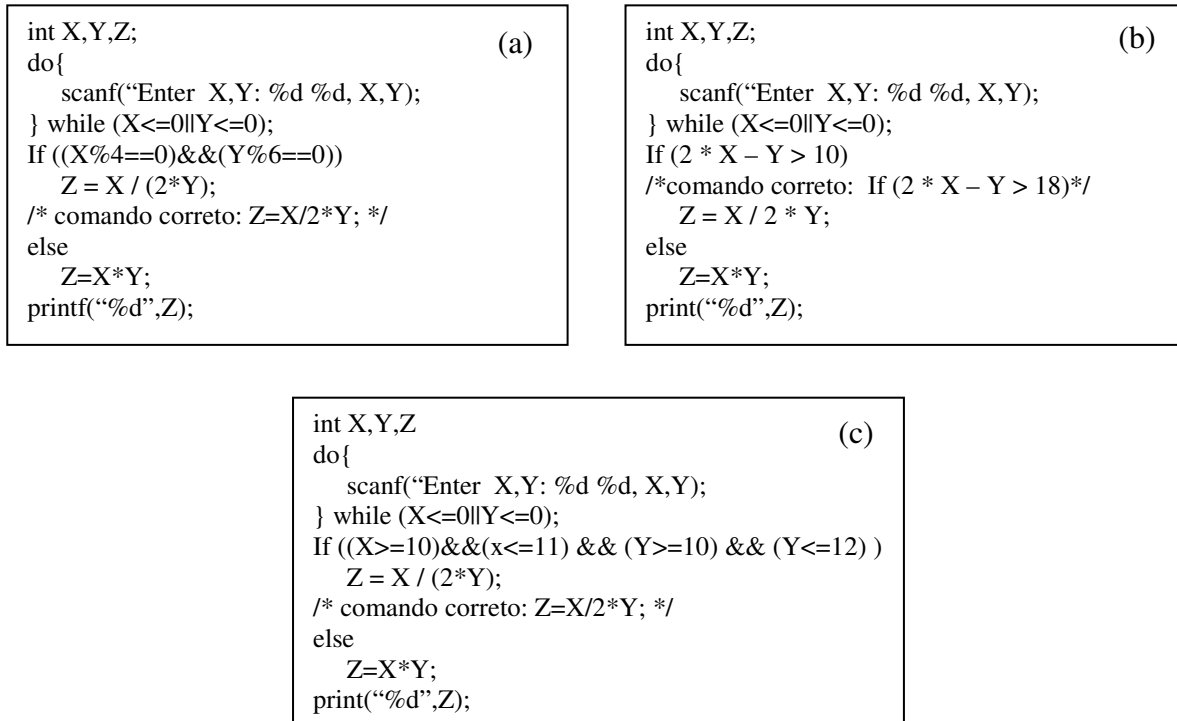 (a)
int X,Y,Z;
do{
scanf(“Enter X,Y: %d %d, X,Y);
} while (X<=0||Y<=0);
If ((X%4==0)&&(Y%6==0))
Z = X / (2*Y);
/* comando correto: Z=X/2*Y; */
else
Z=X*Y;
printf(“%d”,Z);
(b)
int X,Y,Z;
do{
scanf(“Enter X,Y: %d %d, X,Y);
} while (X<=0||Y<=0);
If (2 * X – Y > 10)
/*comando correto: If (2 * X – Y > 18)*/
Z = X / 2 * Y;
else
Z=X*Y;
print(“%d”,Z);
(c)
int X,Y,Z
do{
scanf(“Enter X,Y: %d %d, X,Y);
} while (X<=0||Y<=0);
If ((X>=10)&&(x<=11) && (Y>=10) && (Y<=12) )
Z = X / (2*Y);
/* comando correto: Z=X/2*Y; */
else
Z=X*Y;
print(“%d”,Z);